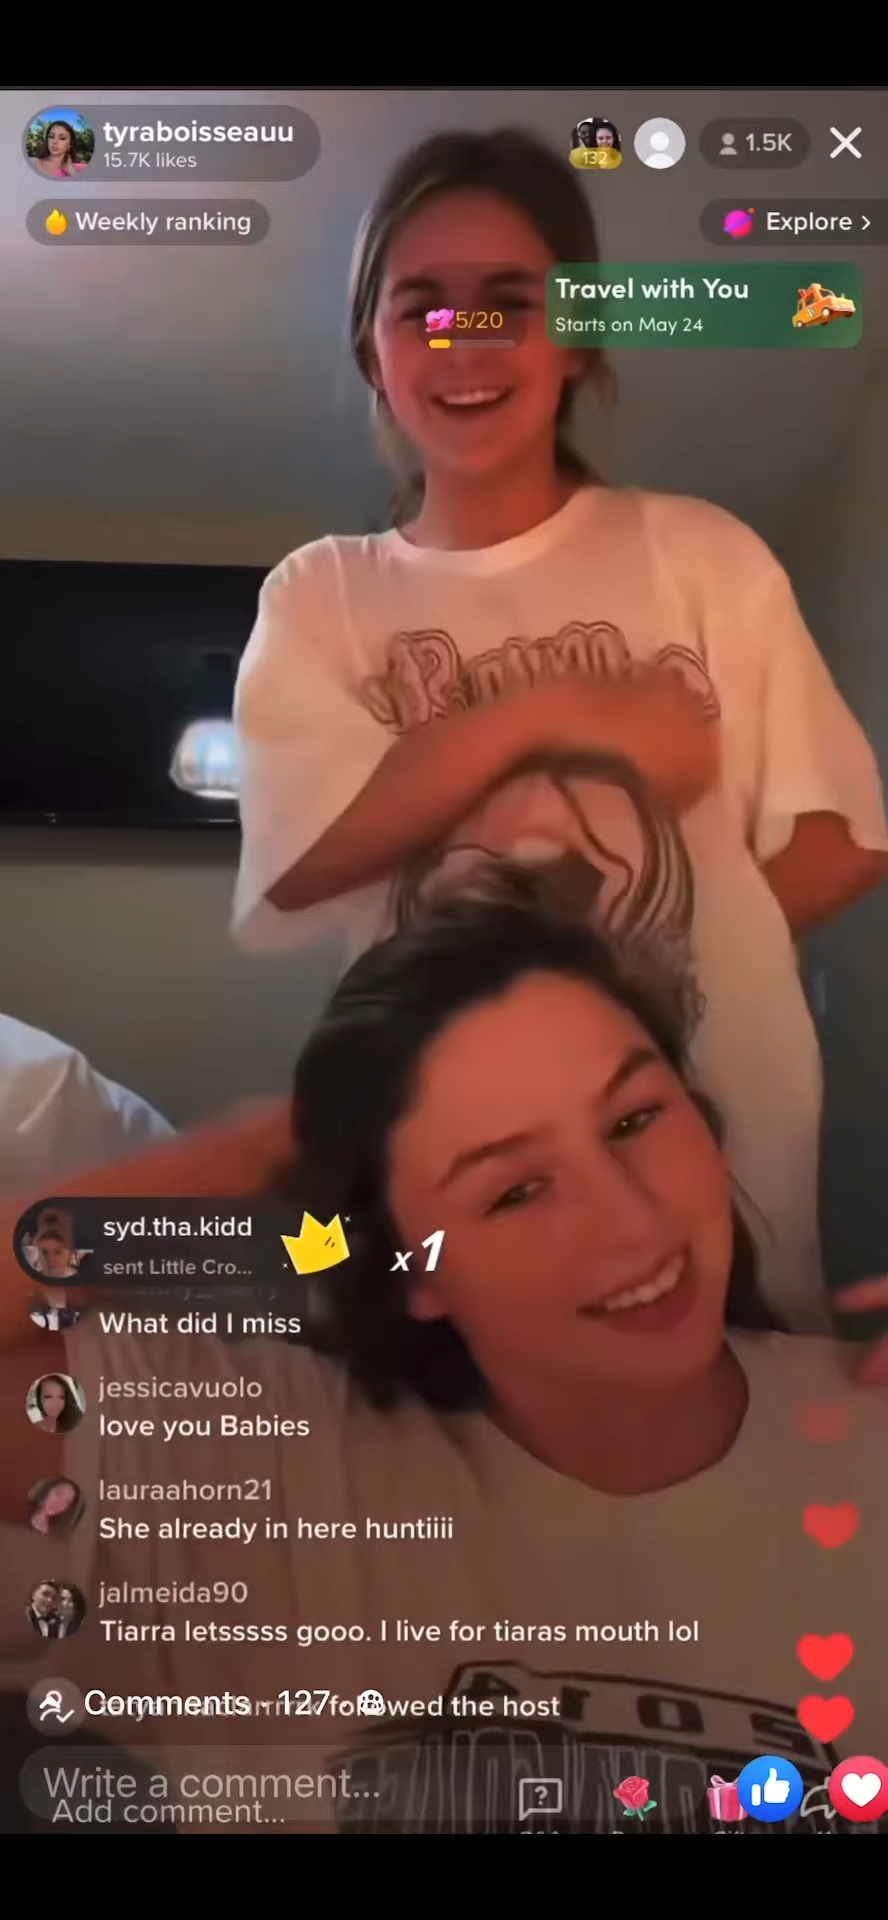 tyraboisseauu
15.7K likes
132
1.5K
Weekly ranking
Explore >
Travel with You
Starts on May 24
5/20
syd.tha.kidd
sent Little Cro...
x1
What did I miss
jessicavuolo
love you Babies
lauraahorn21
She already in here huntiiii
jalmeida90
Tiarra letsssss gooo. I live for tiaras mouth lol
Comments · 127 ·
followed the host
Write a comment...
Add comment...